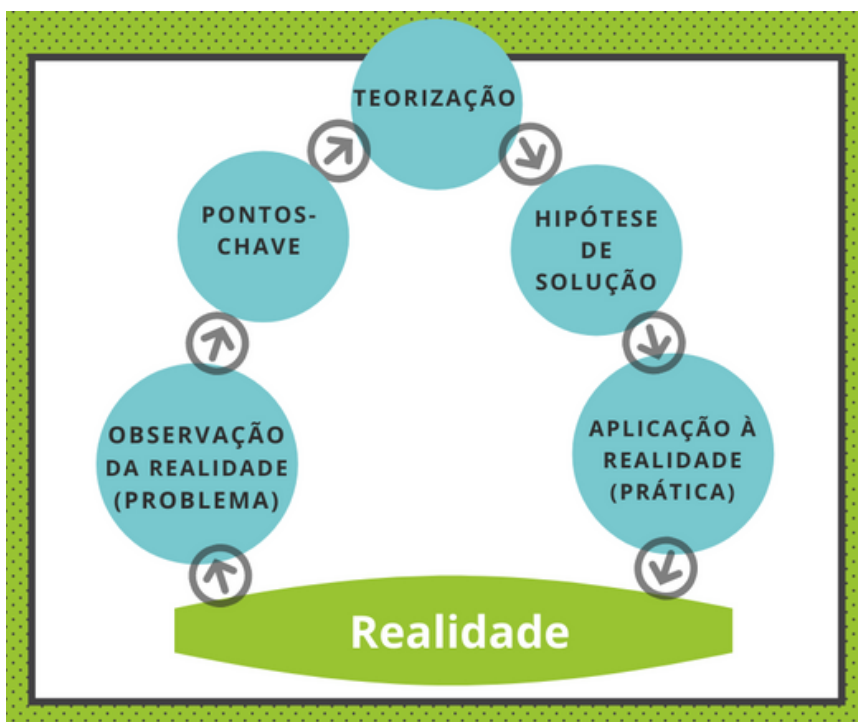 TEORIZAÇÃO
PONTOS-
CHAVE
HIPÓTESE
DE
SOLUÇÃO
OBSERVAÇÃO
DA REALIDADE
(PROBLEMA)
APLICAÇÃO À
REALIDADE
(PRÁTICA)
Realidade